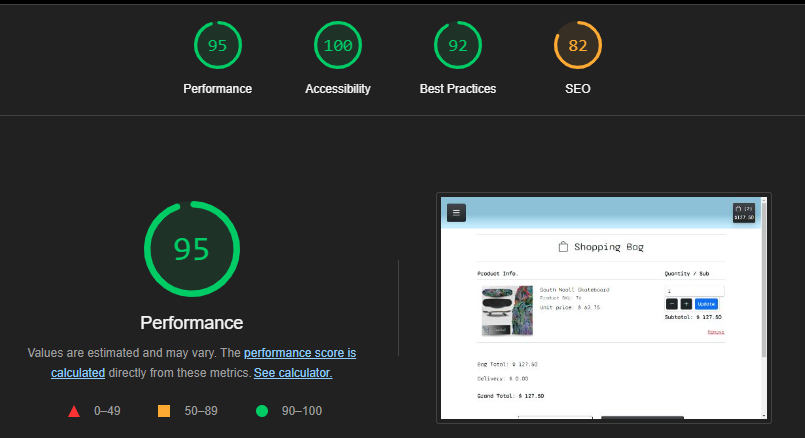 95
100
92
82
Performance
Accessibility
Best Practices
SEO
95
Performance
Values are estimated and may vary. The performance score is
calculated directly from these metrics. See calculator.
0–49
50–89
90–100
(2)
$127.50
Shopping Bag
Product Info.
Quantity / Sub
South Noall Skateboard
Product SKU: 76
Unit price: $ 63.75
1
Update
Subtotal: $ 127.50
Remove
Bag Total: $ 127.50
Delivery: $ 0.00
Grand Total: $ 127.50